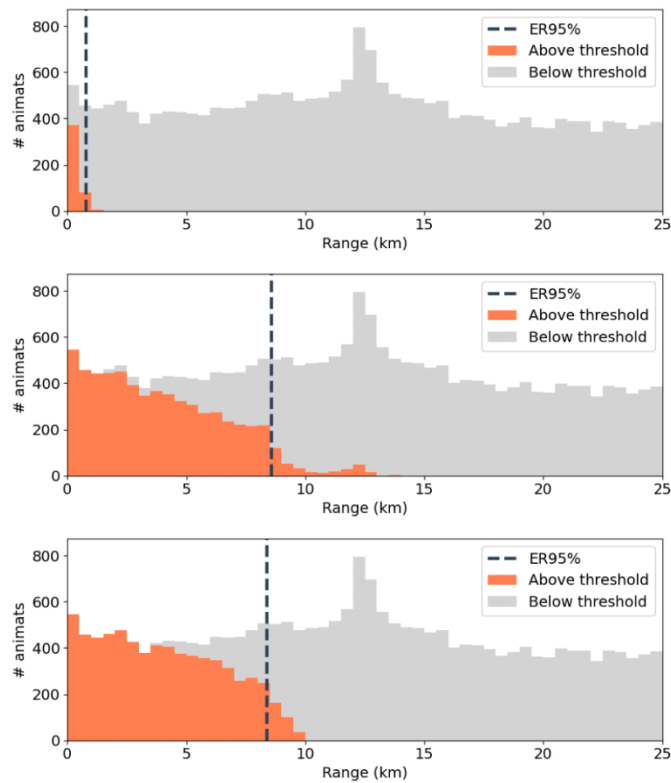 800
600
400
200
0
# animats
ER95%
Above threshold
Below threshold
0 5 10 15 20 25
Range (km)
800
600
400
200
0
# animats
ER95%
Above threshold
Below threshold
0 5 10 15 20 25
Range (km)
800
600
400
200
0
# animats
ER95%
Above threshold
Below threshold
0 5 10 15 20 25
Range (km)